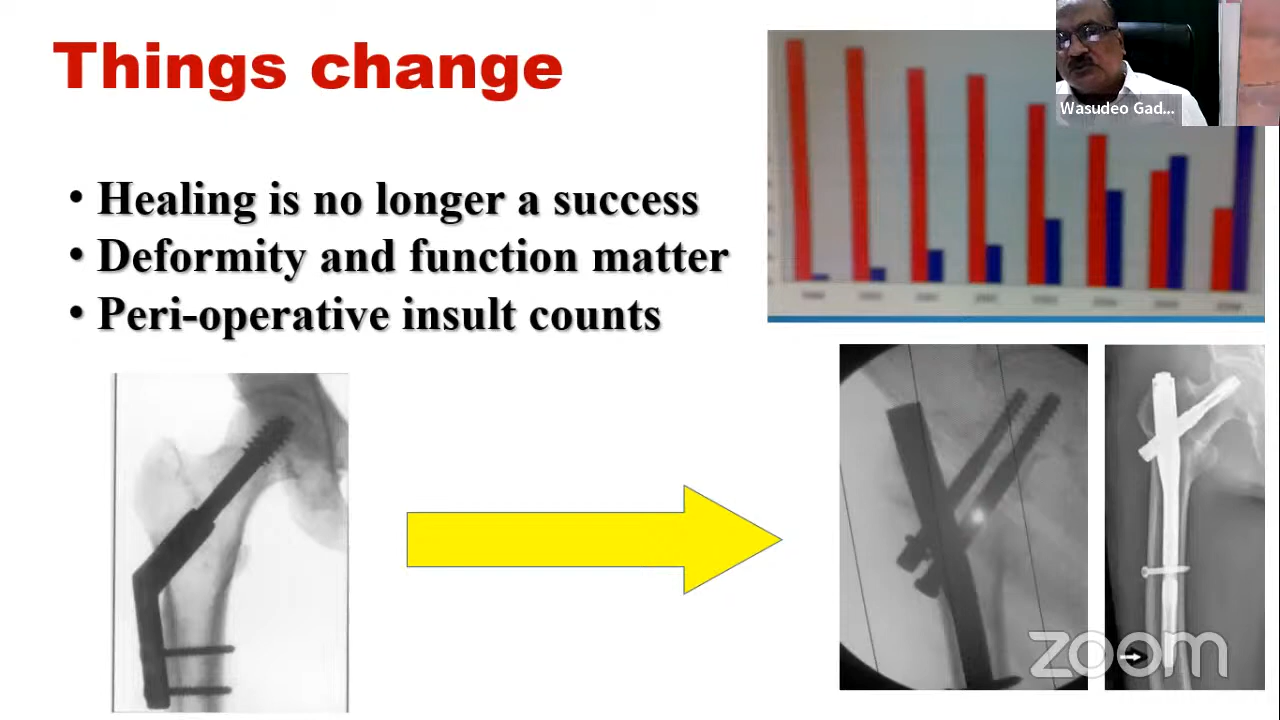 Things change
Wasudeo Gad...
• Healing is no longer a success
• Deformity and function matter
• Peri-operative insult counts
zoom